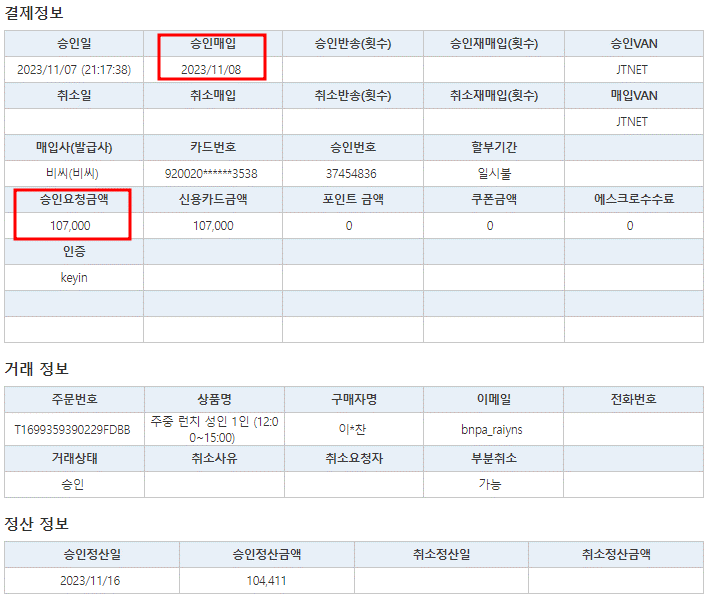 결제정보
승인일 승인매입 승인반송(횟수) 승인재매입(횟수) 승인VAN
2023/11/07 (21:17:38) 2023/11/08 JTNET
취소일 취소매입 취소반송(횟수) 취소재매입(횟수) 매입VAN
JTNET
매입사(발급사) 카드번호 승인번호 할부기간
비씨(비씨) 920020******3538 37454836 일시불
승인요청금액 신용카드금액 포인트 금액 쿠폰금액 에스크로수수료
107,000 107,000 0 0 0
인증
keyin
거래 정보
주문번호 상품명 구매자명 이메일 전화번호
T1699359390229FDBB 주중 런치 성인 1인 (12:0
0~15:00) 이*찬 bnpa_raiyns
거래상태 취소사유 취소요청자 부분취소
승인 가능
정산 정보
승인정산일 승인정산금액 취소정산일 취소정산금액
2023/11/16 104,411